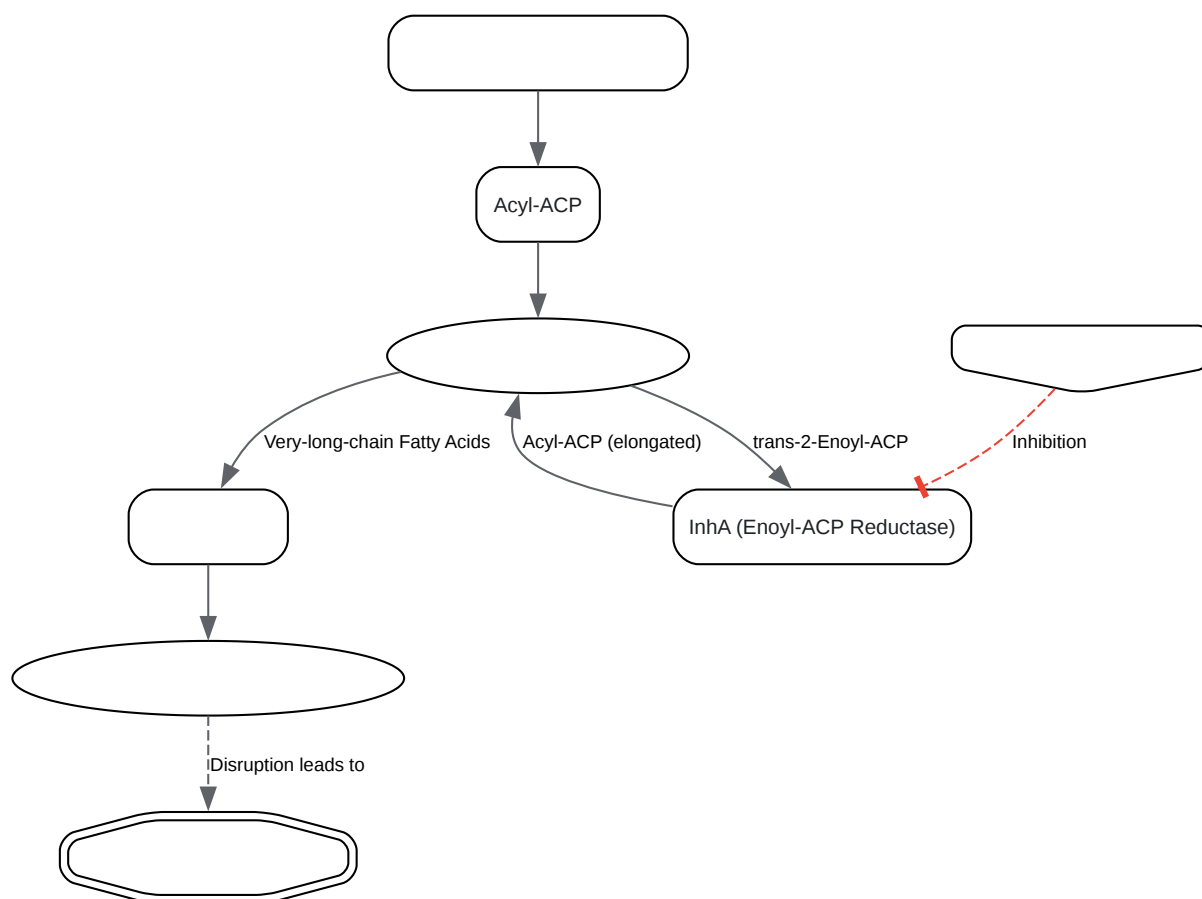 Acyl-ACP
Very-long-chain Fatty Acids
Acyl-ACP (elongated)
trans-2-Enoyl-ACP
Inhibition
InhA (Enoyl-ACP Reductase)
Disruption leads to